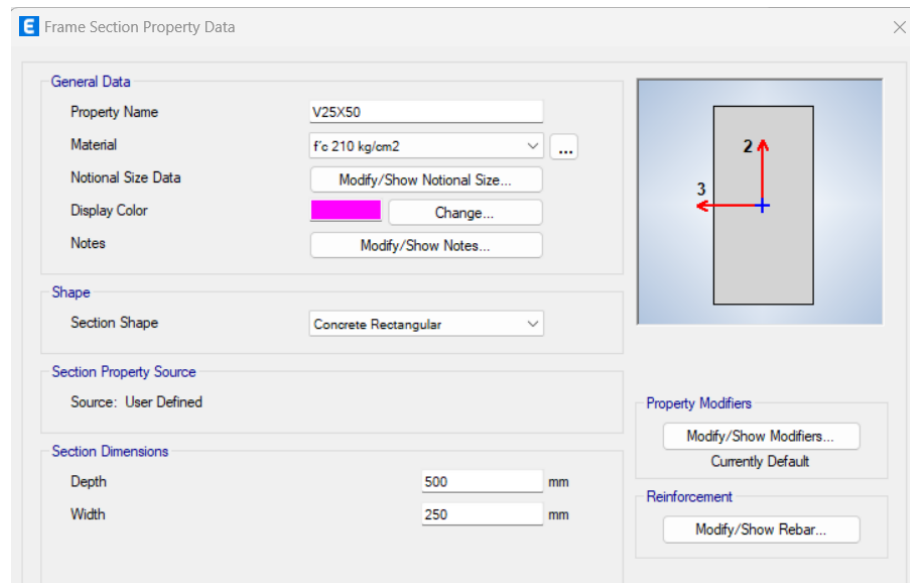 Frame Section Property Data
General Data
Property Name V25X50
Material f'c 210 kg/cm2 ...
Notional Size Data Modify/Show Notional Size...
Display Color Change...
Notes Modify/Show Notes...
Shape
Section Shape Concrete Rectangular
Section Property Source
Source: User Defined
Section Dimensions
Depth 500 mm
Width 250 mm
2
3
Property Modifiers
Modify/Show Modifiers...
Currently Default
Reinforcement
Modify/Show Rebar...